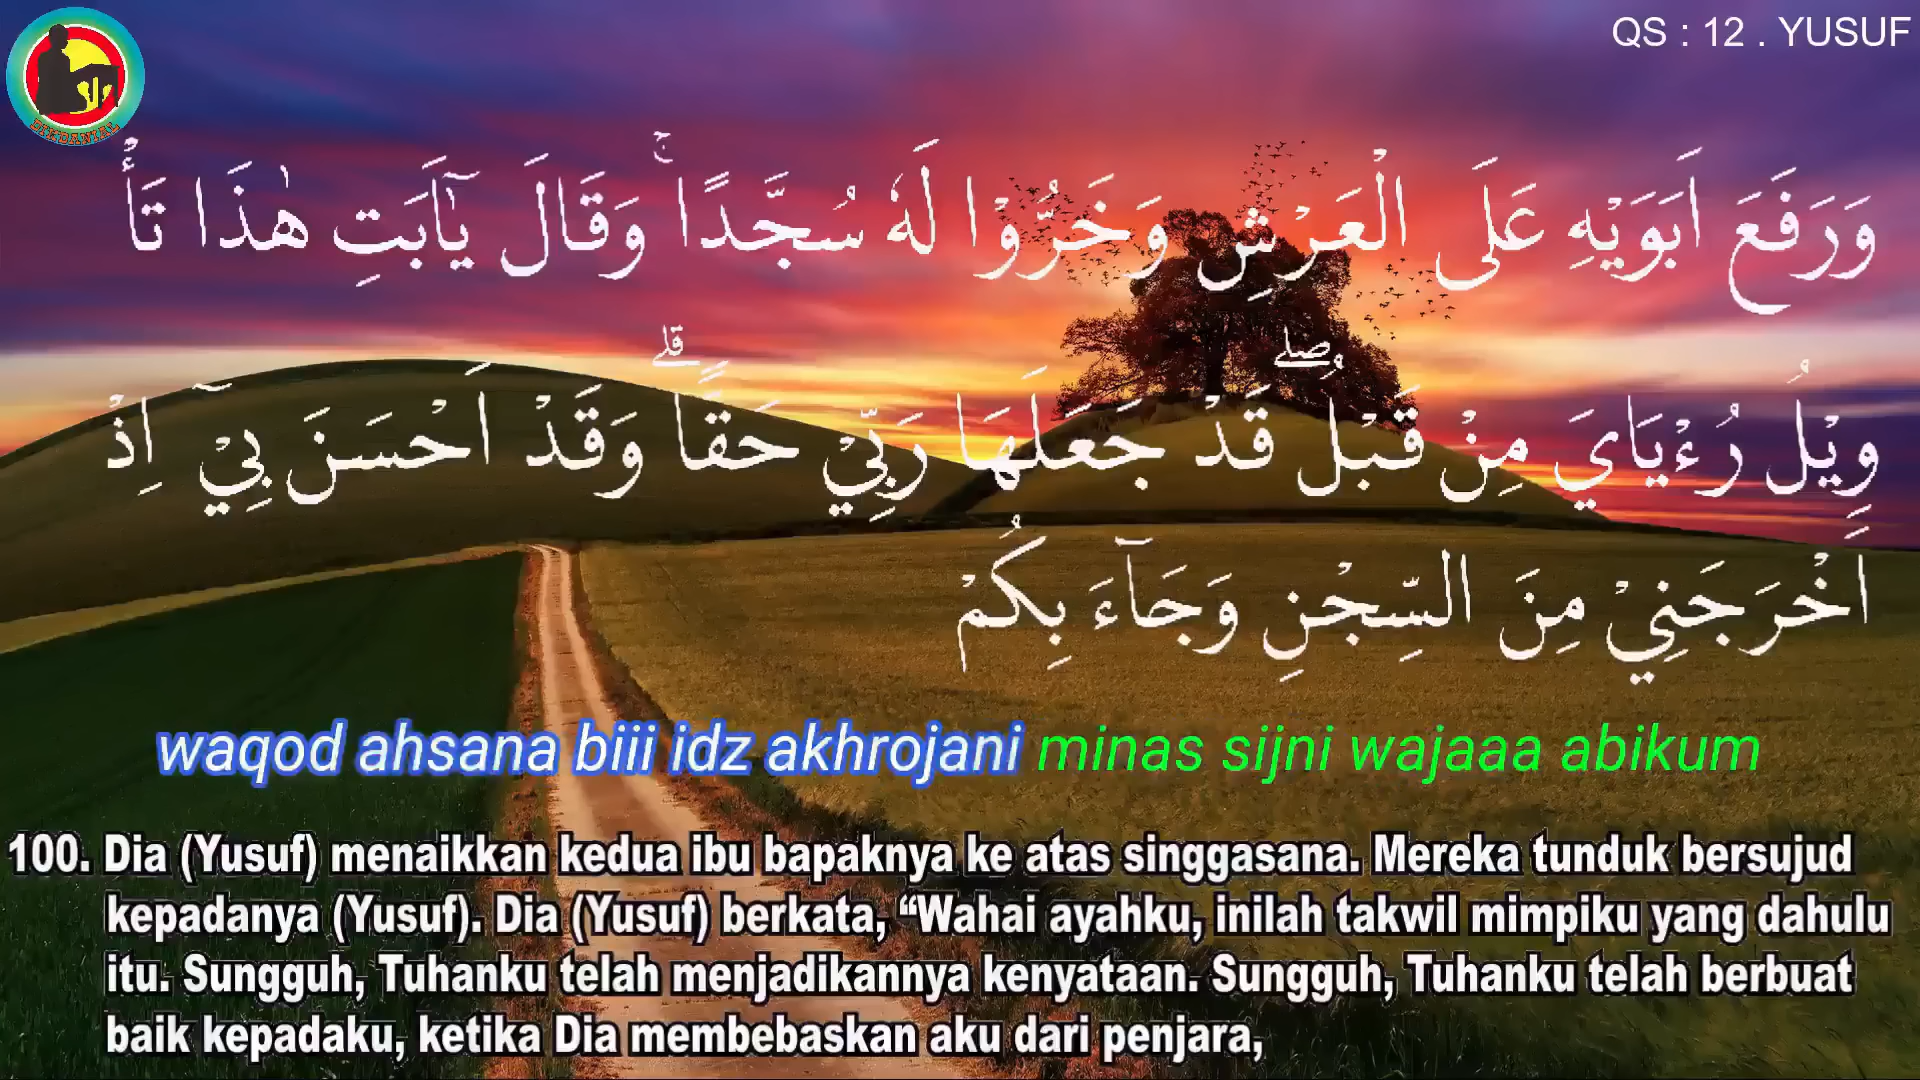 QS : 12 . YUSUF
DIKDANIAL
وَرَفَعَ اَبَوَيْهِ عَلَى الْعَرْشِ وَخَرُّوْا لَهٗ سُجَّدًاۚ وَقَالَ يٰٓاَبَتِ هٰذَا تَأْ
وِيْلُ رُءْيَايَ مِنْ قَبْلُۖ قَدْ جَعَلَهَا رَبِّيْ حَقًّاۗ وَقَدْ اَحْسَنَ بِيْٓ اِذْ
اَخْرَجَنِيْ مِنَ السِّجْنِ وَجَاۤءَ بِكُمْ
waqod ahsana biii idz akhrojani minas sijni wajaaa abikum
100. Dia (Yusuf) menaikkan kedua ibu bapaknya ke atas singgasana. Mereka tunduk bersujud
kepadanya (Yusuf). Dia (Yusuf) berkata, “Wahai ayahku, inilah takwil mimpiku yang dahulu
itu. Sungguh, Tuhanku telah menjadikannya kenyataan. Sungguh, Tuhanku telah berbuat
baik kepadaku, ketika Dia membebaskan aku dari penjara,